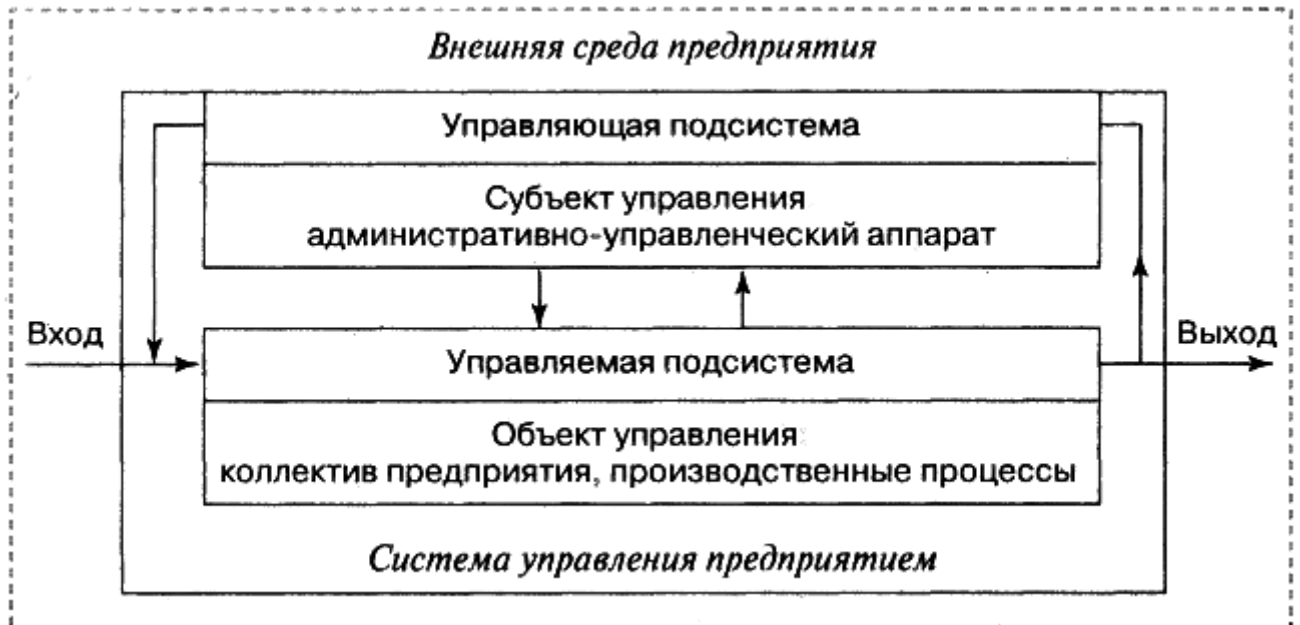 Внешняя среда предприятия
Управляющая подсистема
Субъект управления
административно-управленческий аппарат
Вход
Выход
Управляемая подсистема
Объект управления
коллектив предприятия, производственные процессы
Система управления предприятием